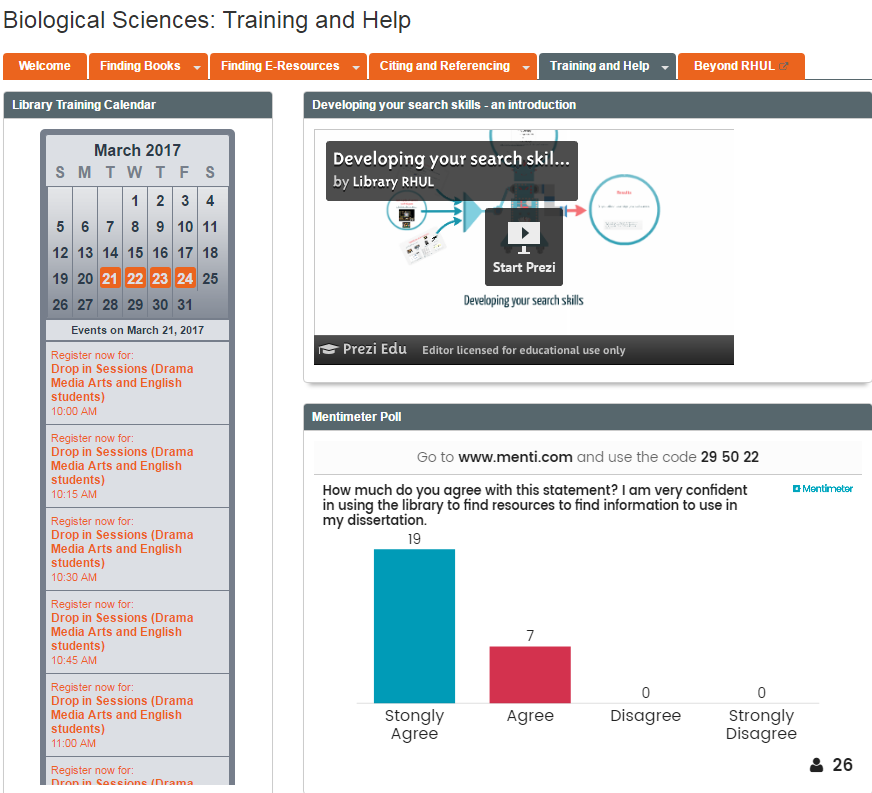 Biological Sciences: Training and Help
Welcome
Finding Books
Finding E-Resources
Citing and Referencing
Training and Help
Beyond RHUL
Library Training Calendar
March 2017
S M T W T F S
1 2 3 4
5 6 7 8 9 10 11
12 13 14 15 16 17 18
19 20 21 22 23 24 25
26 27 28 29 30 31
Events on March 21, 2017
Register now for:
Drop in Sessions (Drama
Media Arts and English
students)
10:00 AM
Register now for:
Drop in Sessions (Drama
Media Arts and English
students)
10:15 AM
Register now for:
Drop in Sessions (Drama
Media Arts and English
students)
10:30 AM
Register now for:
Drop in Sessions (Drama
Media Arts and English
students)
10:45 AM
Register now for:
Drop in Sessions (Drama
Media Arts and English
students)
11:00 AM
Register now for:
Drop in Sessions (Drama
Developing your search skills - an introduction
Developing your search skil...
by Library RHUL
Results
Start Prezi
Developing your search skills
Prezi Edu
Editor licensed for educational use only
Mentimeter Poll
Go to www.menti.com and use the code 29 50 22
Mentimeter
How much do you agree with this statement? I am very confident
in using the library to find resources to find information to use in
my dissertation.
19
7
0
0
Stongly
Agree
Agree
Disagree
Strongly
Disagree
26